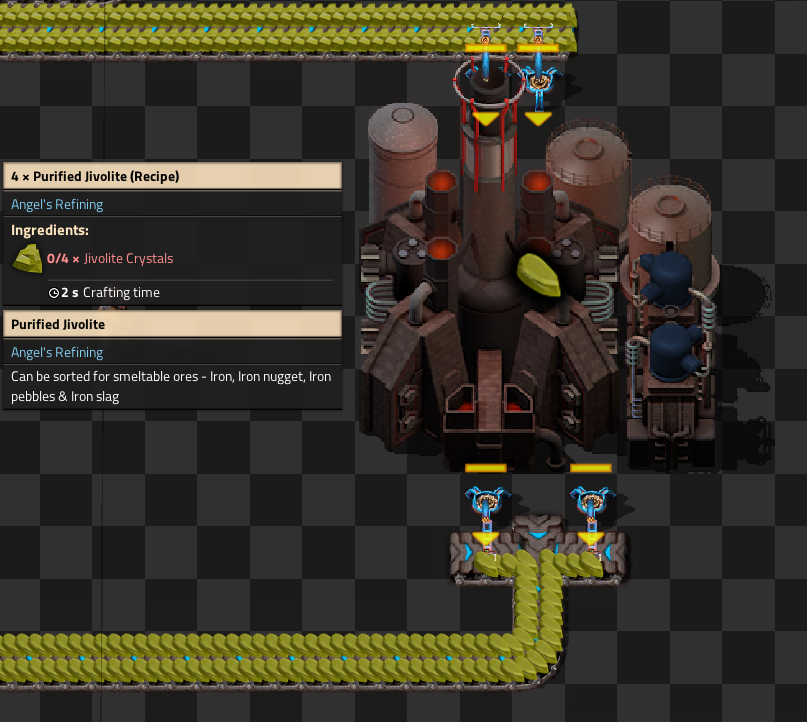 4 × Purified Jivolite (Recipe)
Angel's Refining
Ingredients:
0/4 × Jivolite Crystals
2 s Crafting time
Purified Jivolite
Angel's Refining
Can be sorted for smeltable ores - Iron, Iron nugget, Iron
pebbles & Iron slag